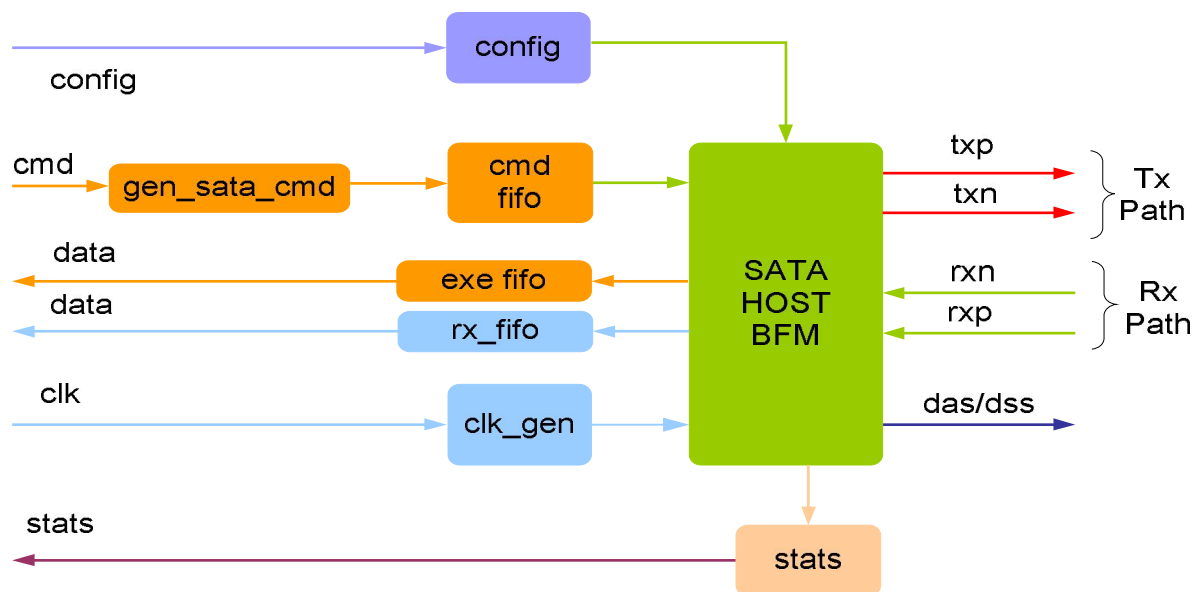 config
config
cmd
gen_sata_cmd
cmd
fifo
txp
txn
Tx
Path
data
exe fifo
data
rx_fifo
SATA
HOST
BFM
rxn
rxp
Rx
Path
clk
clk_gen
das/dss
stats
stats